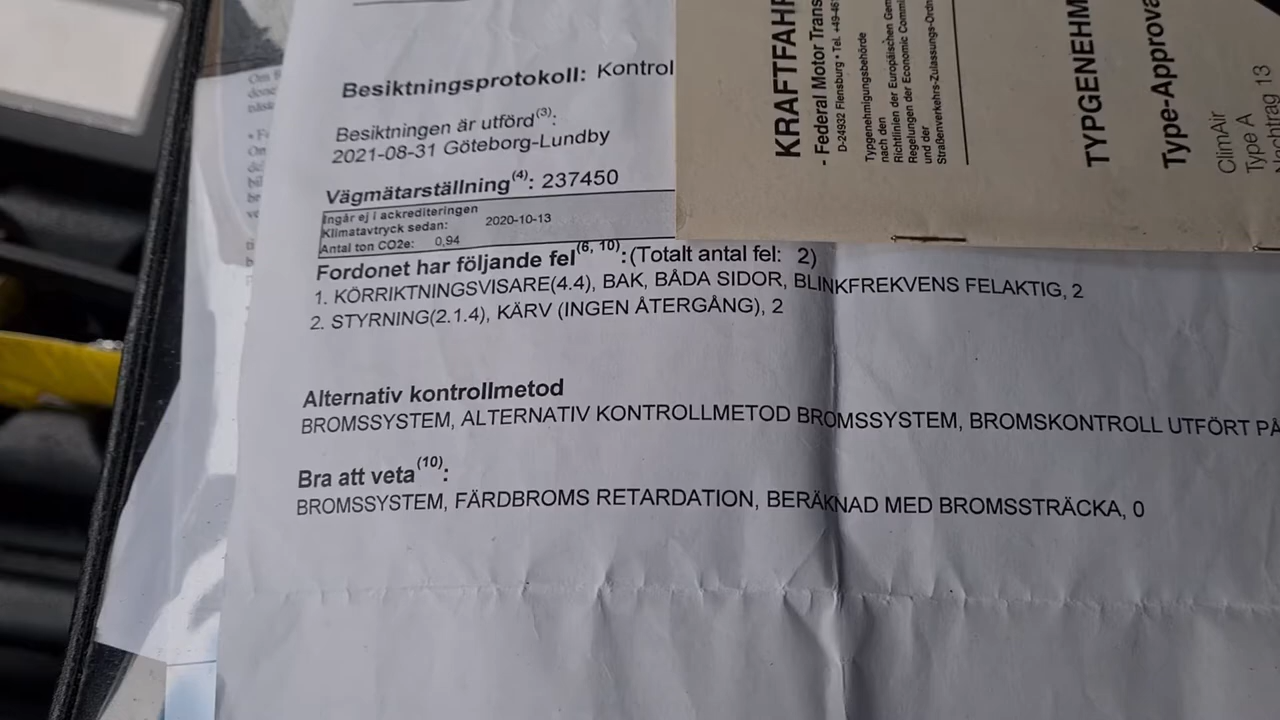 Besiktningsprotokoll: Kontrol
Besiktningen är utförd(3):
2021-08-31 Göteborg-Lundby
Vägmätarställning(4): 237450
Ingår ej i ackrediteringen
Klimatavtryck sedan: 2020-10-13
Antal ton CO2e: 0,94
Fordonet har följande fel(6, 10):(Totalt antal fel: 2)
1. KÖRRIKTNINGSVISARE(4.4), BAK, BÅDA SIDOR, BLINKFREKVENS FELAKTIG, 2
2. STYRNING(2.1.4), KÄRV (INGEN ÅTERGÅNG), 2
Alternativ kontrollmetod
BROMSSYSTEM, ALTERNATIV KONTROLLMETOD BROMSSYSTEM, BROMSKONTROLL UTFÖRT PÅ
Bra att veta(10):
BROMSSYSTEM, FÄRDBROMS RETARDATION, BERÄKNAD MED BROMSSTRÄCKA, 0
KRAFTFAHR
- Federal Motor Trans
D-24932 Flensburg • Tel. +49-46
Typgenehmigungsbehörde
nach den
Richtlinien der Europäischen Gem
Regelungen der Economic Commi
und der
Straßenverkehrs-Zulassungs-Ordn
TYPGENEHM
Type-Approva
ClimAir
Type A
Nachtrag 13